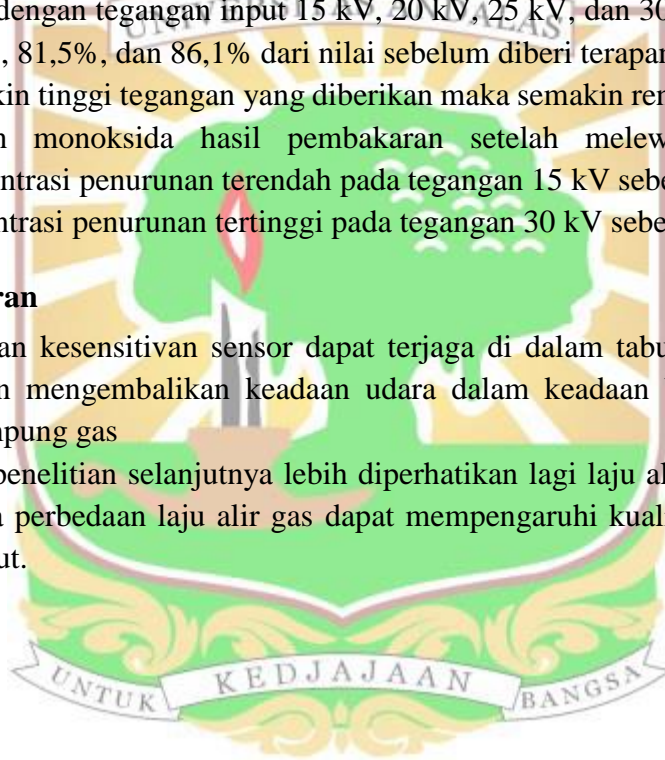 dengan tegangan input 15 kV, 20 kV, 25 kV, dan 30
UNIVERSITAS ANDALAS
, 81,5%, dan 86,1% dari nilai sebelum diberi terapan
kin tinggi tegangan yang diberikan maka semakin ren
n monoksida hasil pembakaran setelah melew
ntrasi penurunan terendah pada tegangan 15 kV sebe
ntrasi penurunan tertinggi pada tegangan 30 kV sebe
ran
an kesensitivan sensor dapat terjaga di dalam tabu
n mengembalikan keadaan udara dalam keadaan
mpung gas
penelitian selanjutnya lebih diperhatikan lagi laju al
a perbedaan laju alir gas dapat mempengaruhi kuali
ut.
UNTUK KEDJAJAAN BANGSA